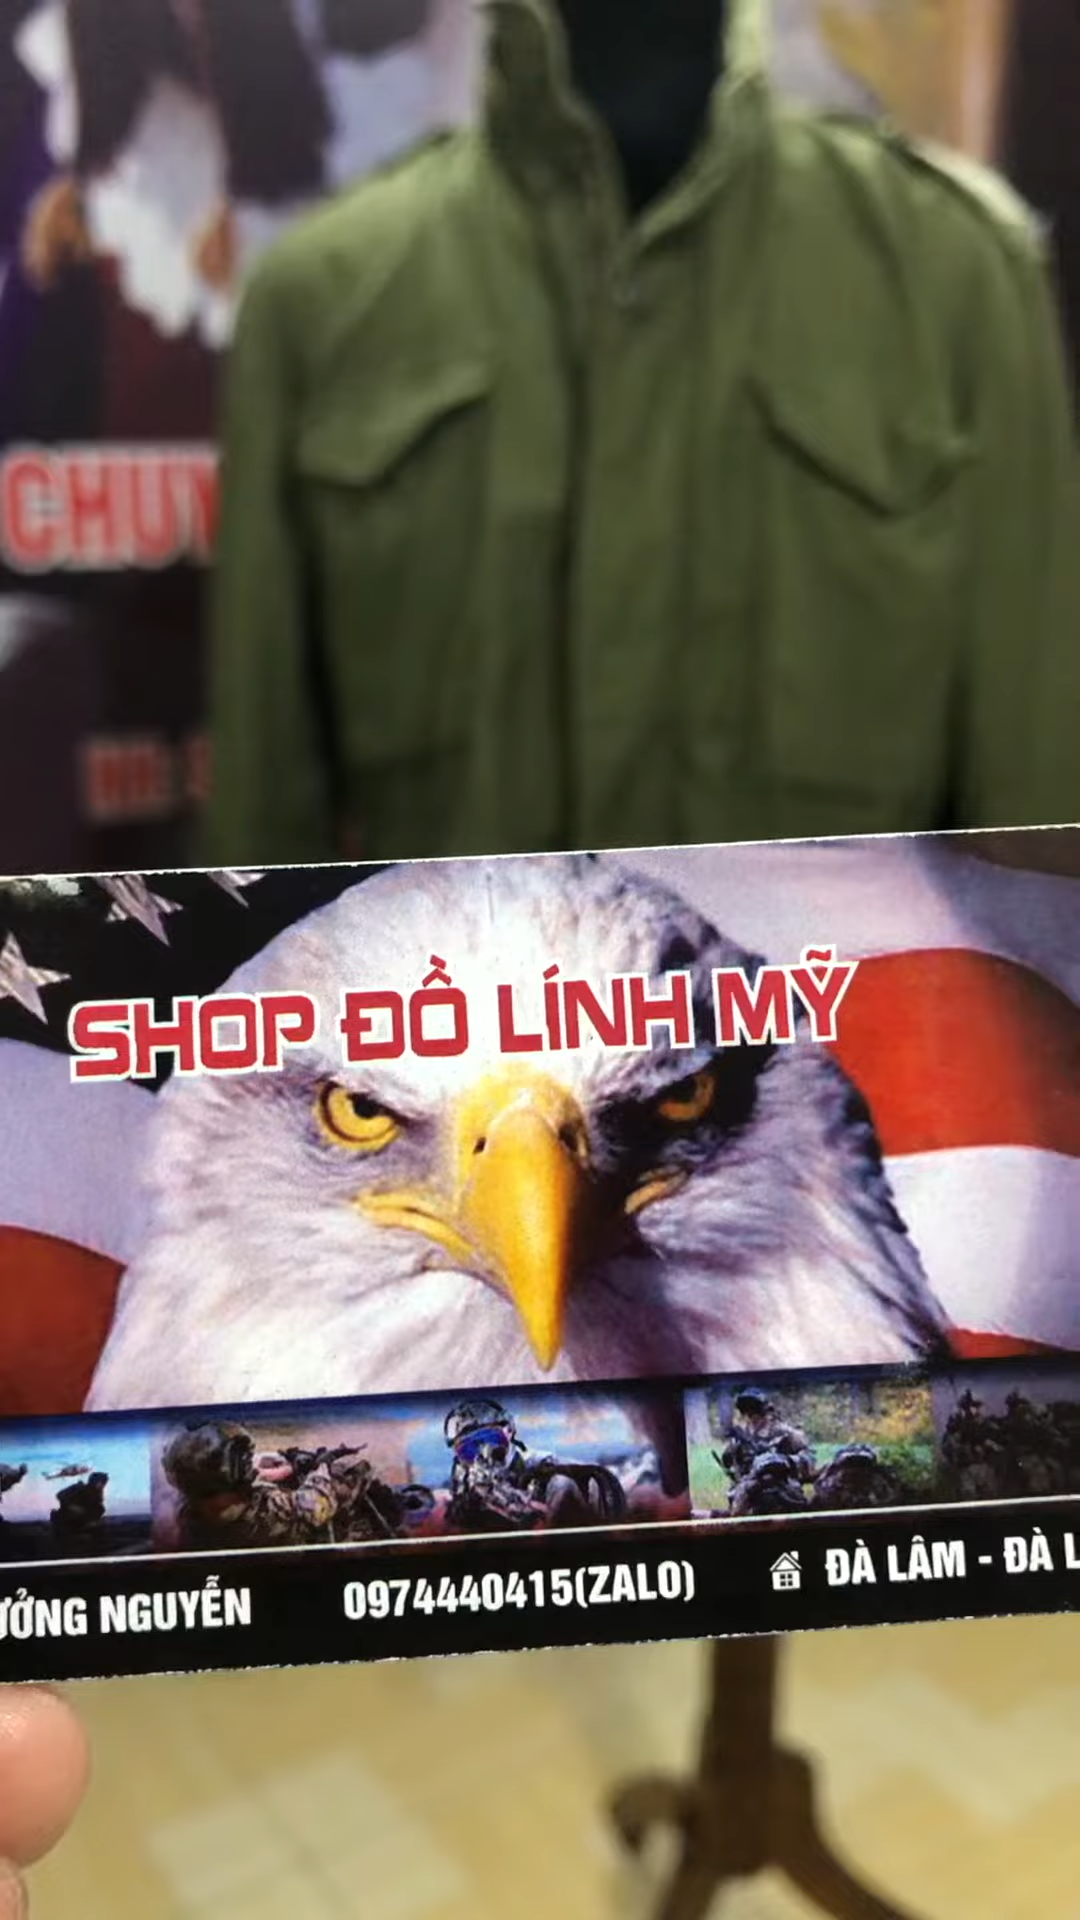 CHUY
SHOP ĐỒ LÍNH MỸ
ƯỞNG NGUYỄN
0974440415(ZALO)
ĐÀ LÂM - ĐÀ L